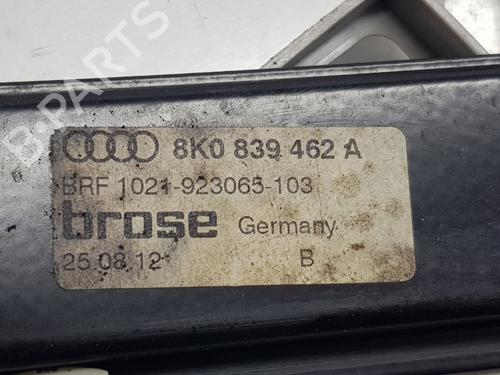 8K0 839 462 A
BRF 1021-923065-103
brose Germany
25.08.12 B
B-PARTS